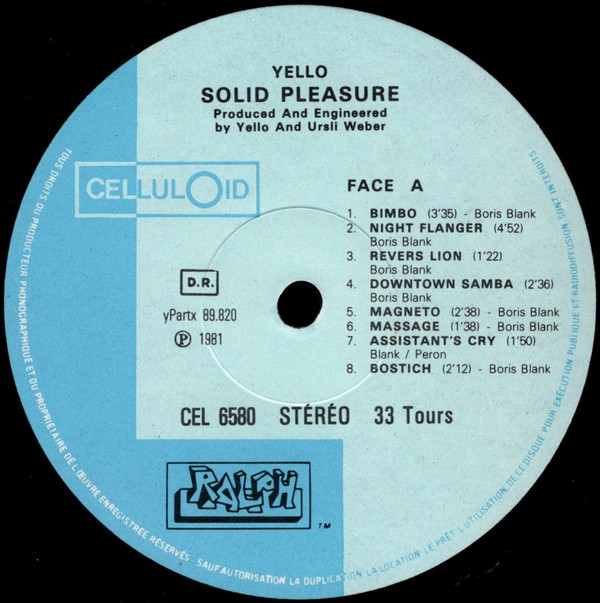 YELLO
SOLID PLEASURE
Produced And Engineered
by Yello And Ursli Weber
CELLULOID
FACE A
1. BIMBO (3'35) - Boris Blank
2. NIGHT FLANGER (4'52)
Boris Blank
3. REVERS LION (1'22)
Boris Blank
4. DOWNTOWN SAMBA (2'36)
Boris Blank
5. MAGNETO (2'38) - Boris Blank
6. MASSAGE (1'38) - Boris Blank
7. ASSISTANT'S CRY (1'50)
Blank / Peron
8. BOSTICH (2'12) - Boris Blank
D.R.
yPartx 89.820
Ⓟ 1981
CEL 6580 STÉRÉO 33 Tours
RALPH
TM
TOUS DROITS DU PRODUCTEUR PHONOGRAPHIQUE ET DU PROPRIÉTAIRE DE L'ŒUVRE ENREGISTRÉE RÉSERVÉS SAUF AUTORISATION LA DUPLICATION LA LOCATION LE PRÊT L'UTILISATION DE CE DISQUE POUR EXÉCUTION PUBLIQUE ET RADIODIFFUSION SONT INTERDITS